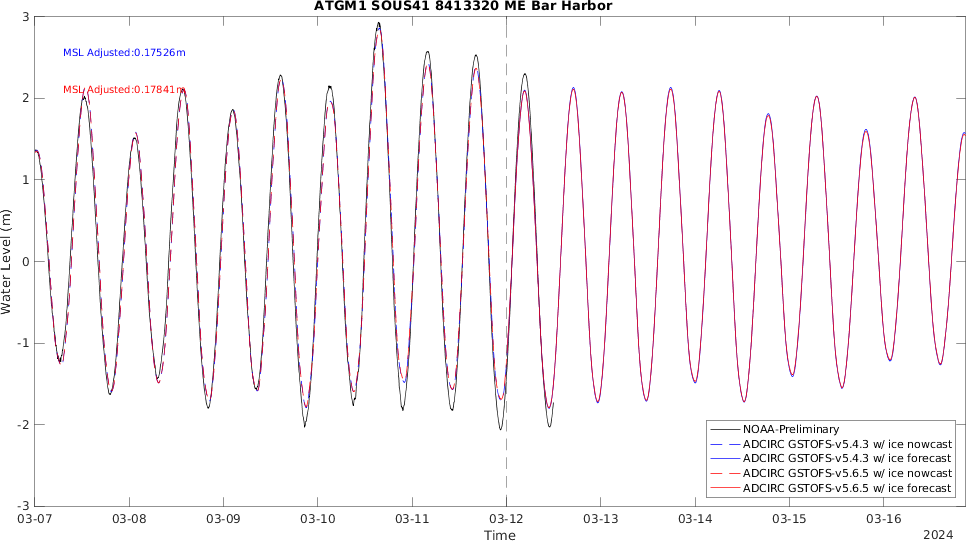 ATGM1 SOUS41 8413320 ME Bar Harbor
3
MSL Adjusted:0.17526m
MSL Adjusted:0.17841m
2
1
0
-1
-2
-3
Water Level (m)
NOAA-Preliminary
ADCIRC GSTOFS-v5.4.3 w/ ice nowcast
ADCIRC GSTOFS-v5.4.3 w/ ice forecast
ADCIRC GSTOFS-v5.6.5 w/ ice nowcast
ADCIRC GSTOFS-v5.6.5 w/ ice forecast
03-07 03-08 03-09 03-10 03-11 03-12 03-13 03-14 03-15 03-16
Time
2024